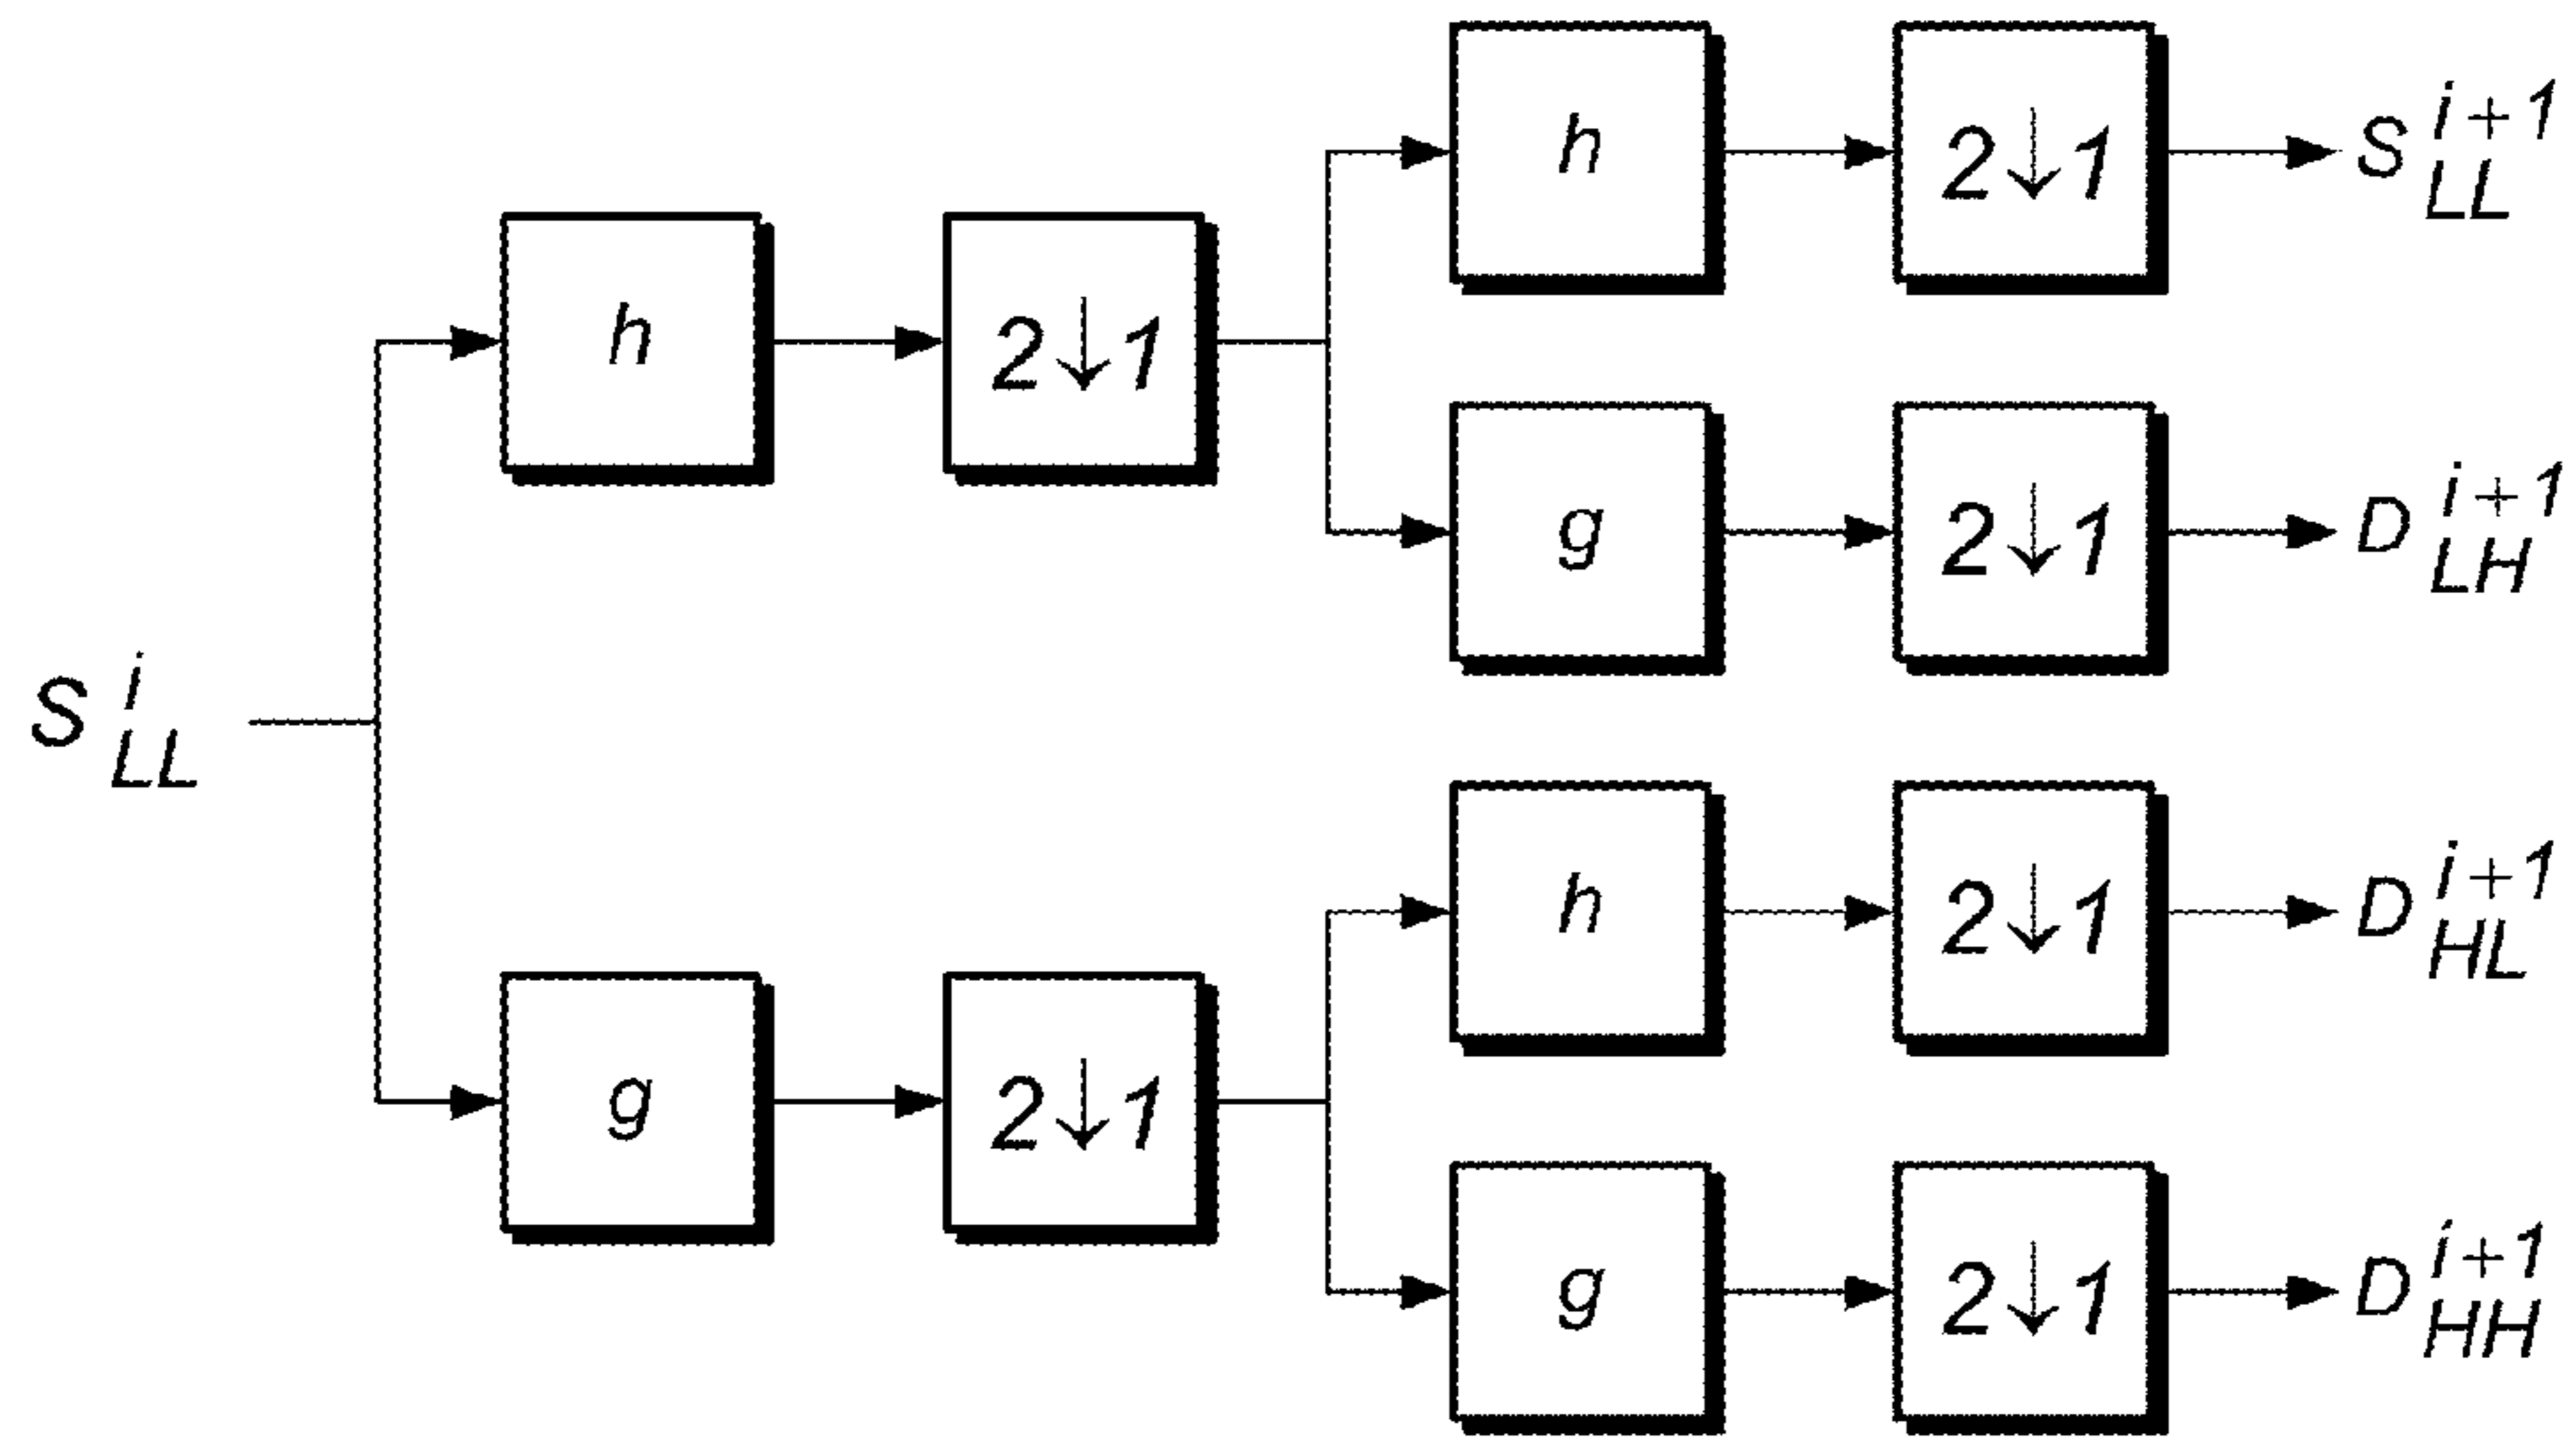 h 2↓1 S i+1 LL
h 2↓1
g 2↓1 D i+1 LH
S i LL
h 2↓1 D i+1 HL
g 2↓1
g 2↓1 D i+1 HH